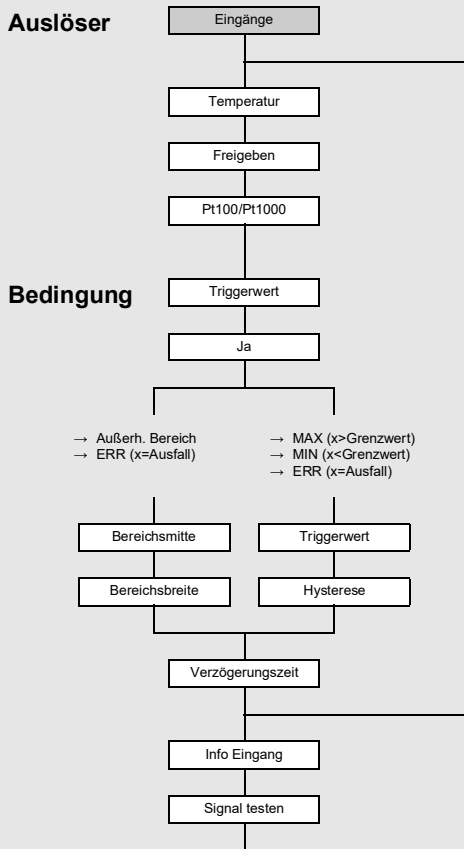 Auslöser
Eingänge
Temperatur
Freigeben
Pt100/Pt1000
Bedingung
Triggerwert
Ja
→ Außerh. Bereich
→ ERR (x=Ausfall)
→ MAX (x>Grenzwert)
→ MIN (x<Grenzwert)
→ ERR (x=Ausfall)
Bereichsmitte
Triggerwert
Bereichsbreite
Hysterese
Verzögerungszeit
Info Eingang
Signal testen